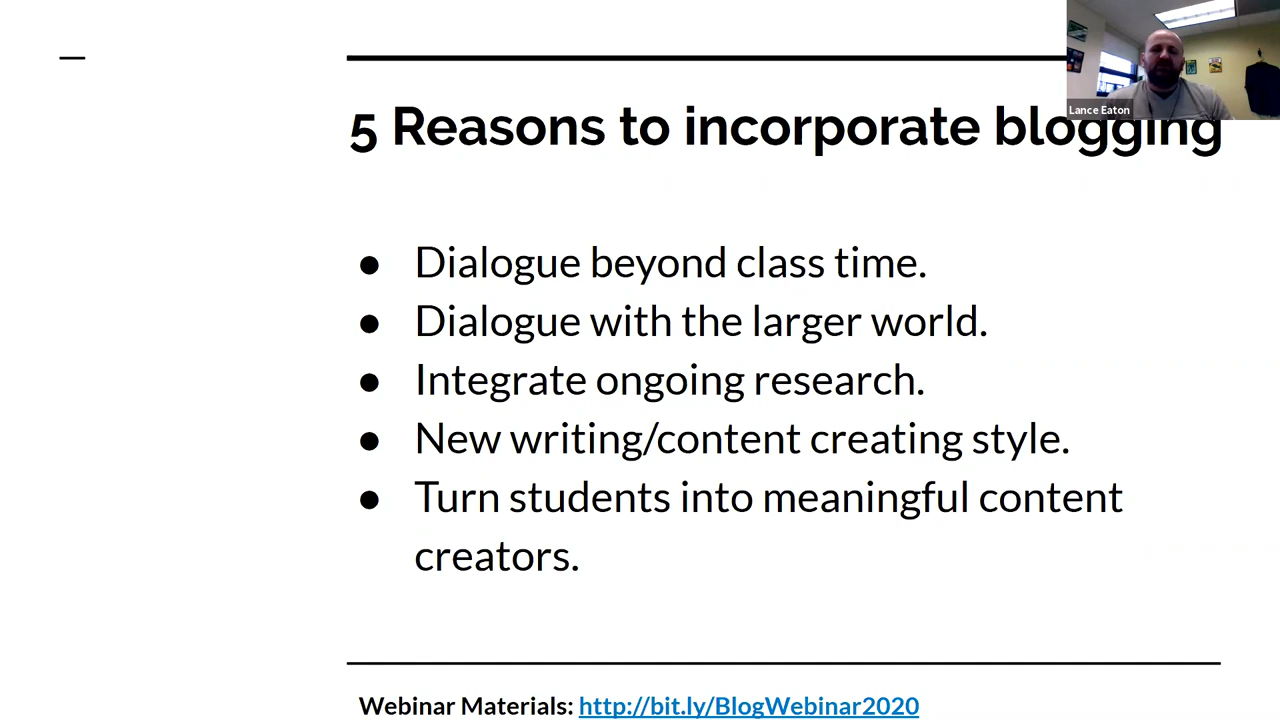 Lance Eaton
5 Reasons to incorporate blogging
● Dialogue beyond class time.
● Dialogue with the larger world.
● Integrate ongoing research.
● New writing/content creating style.
● Turn students into meaningful content
creators.
Webinar Materials: http://bit.ly/BlogWebinar2020